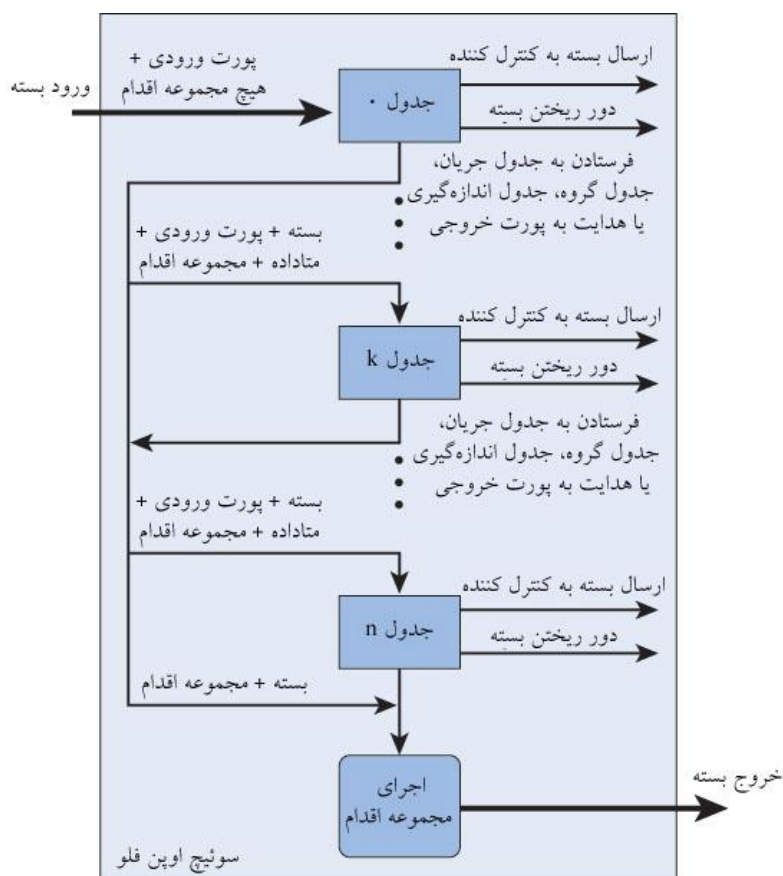 ورود بسته
پورت ورودی +
هیچ مجموعه اقدام
جدول ۰
ارسال بسته به کنترل کننده
دور ریختن بسته
فرستادن به جدول جریان،
جدول گروه، جدول اندازه‌گیری
یا هدایت به پورت خروجی
بسته + پورت ورودی +
متاداده + مجموعه اقدام
جدول k
ارسال بسته به کنترل کننده
دور ریختن بسته
فرستادن به جدول جریان،
جدول گروه، جدول اندازه‌گیری
یا هدایت به پورت خروجی
بسته + پورت ورودی +
متاداده + مجموعه اقدام
جدول n
ارسال بسته به کنترل کننده
دور ریختن بسته
بسته + مجموعه اقدام
اجرای
مجموعه اقدام
خروج بسته
سوئیچ اوپن فلو